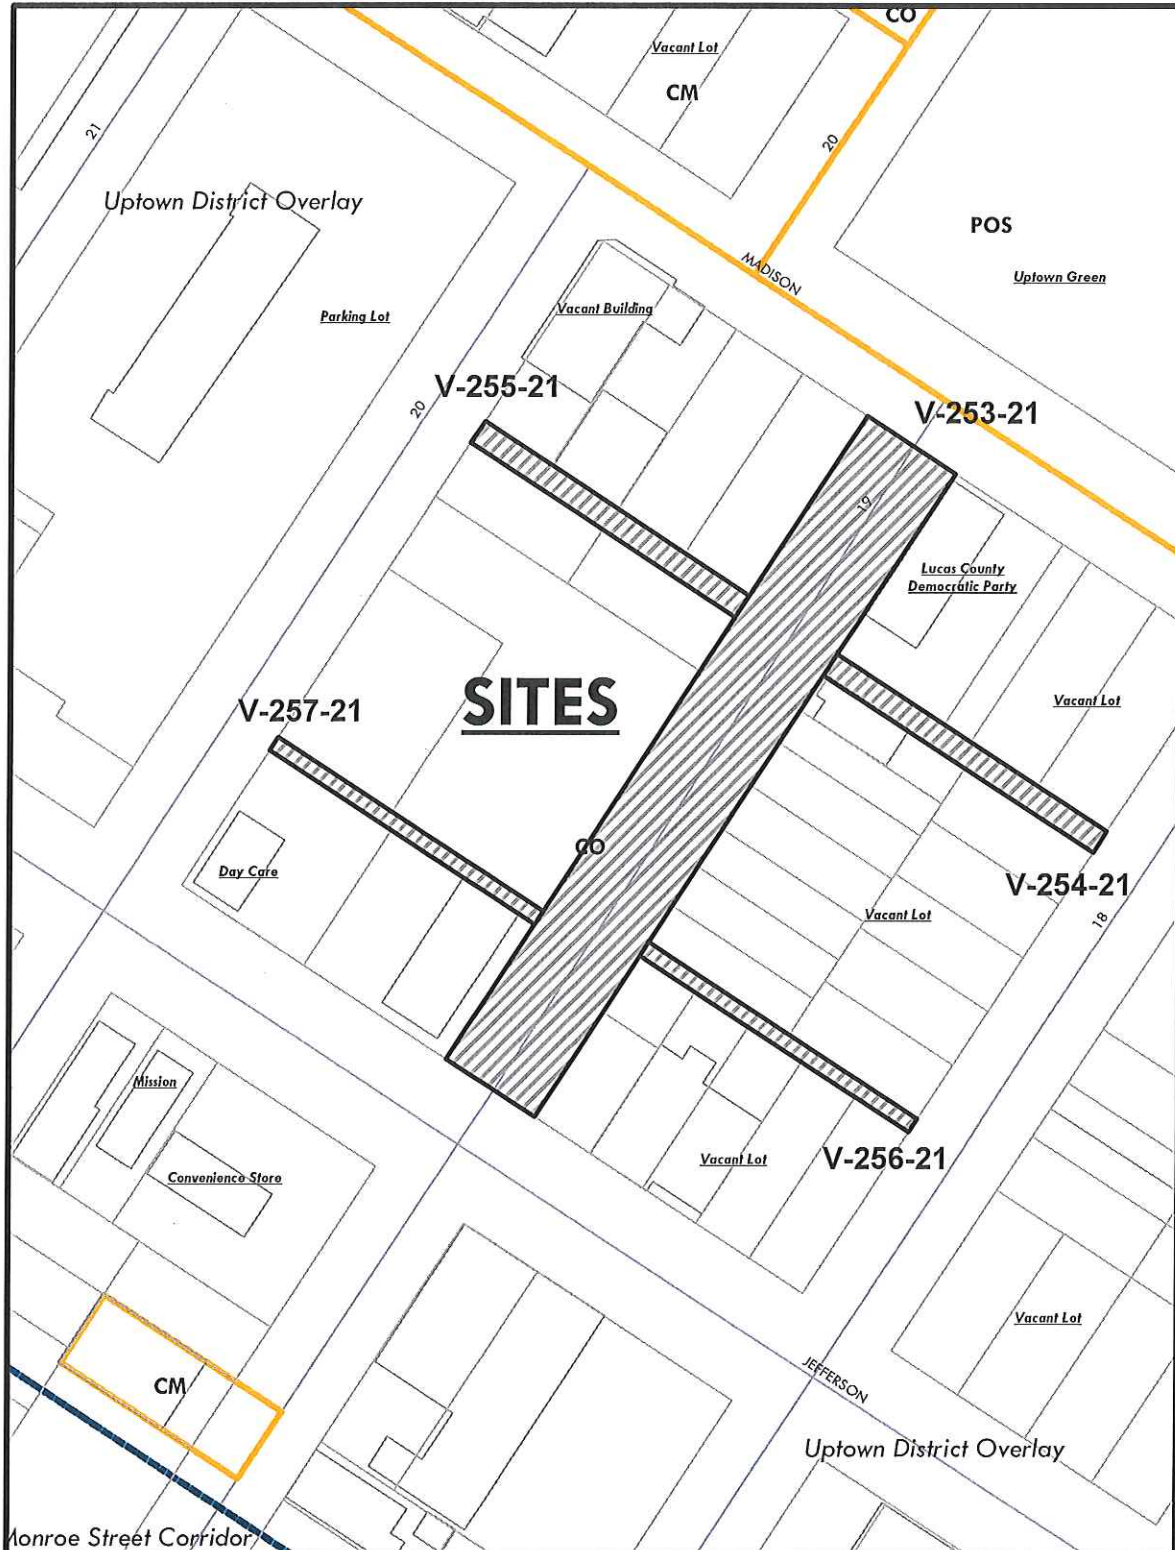 CO
Vacant Lot
CM
21
20
Uptown District Overlay
POS
MADISON
Uptown Green
Vacant Building
Parking Lot
V-255-21
20
V-253-21
19
Lucas County
Democratic Party
SITES
Vacant Lot
V-257-21
CO
Day Care
V-254-21
Vacant Lot
18
Mission
Vacant Lot
V-256-21
Convenience Store
Vacant Lot
JEFFERSON
CM
Uptown District Overlay
Monroe Street Corridor